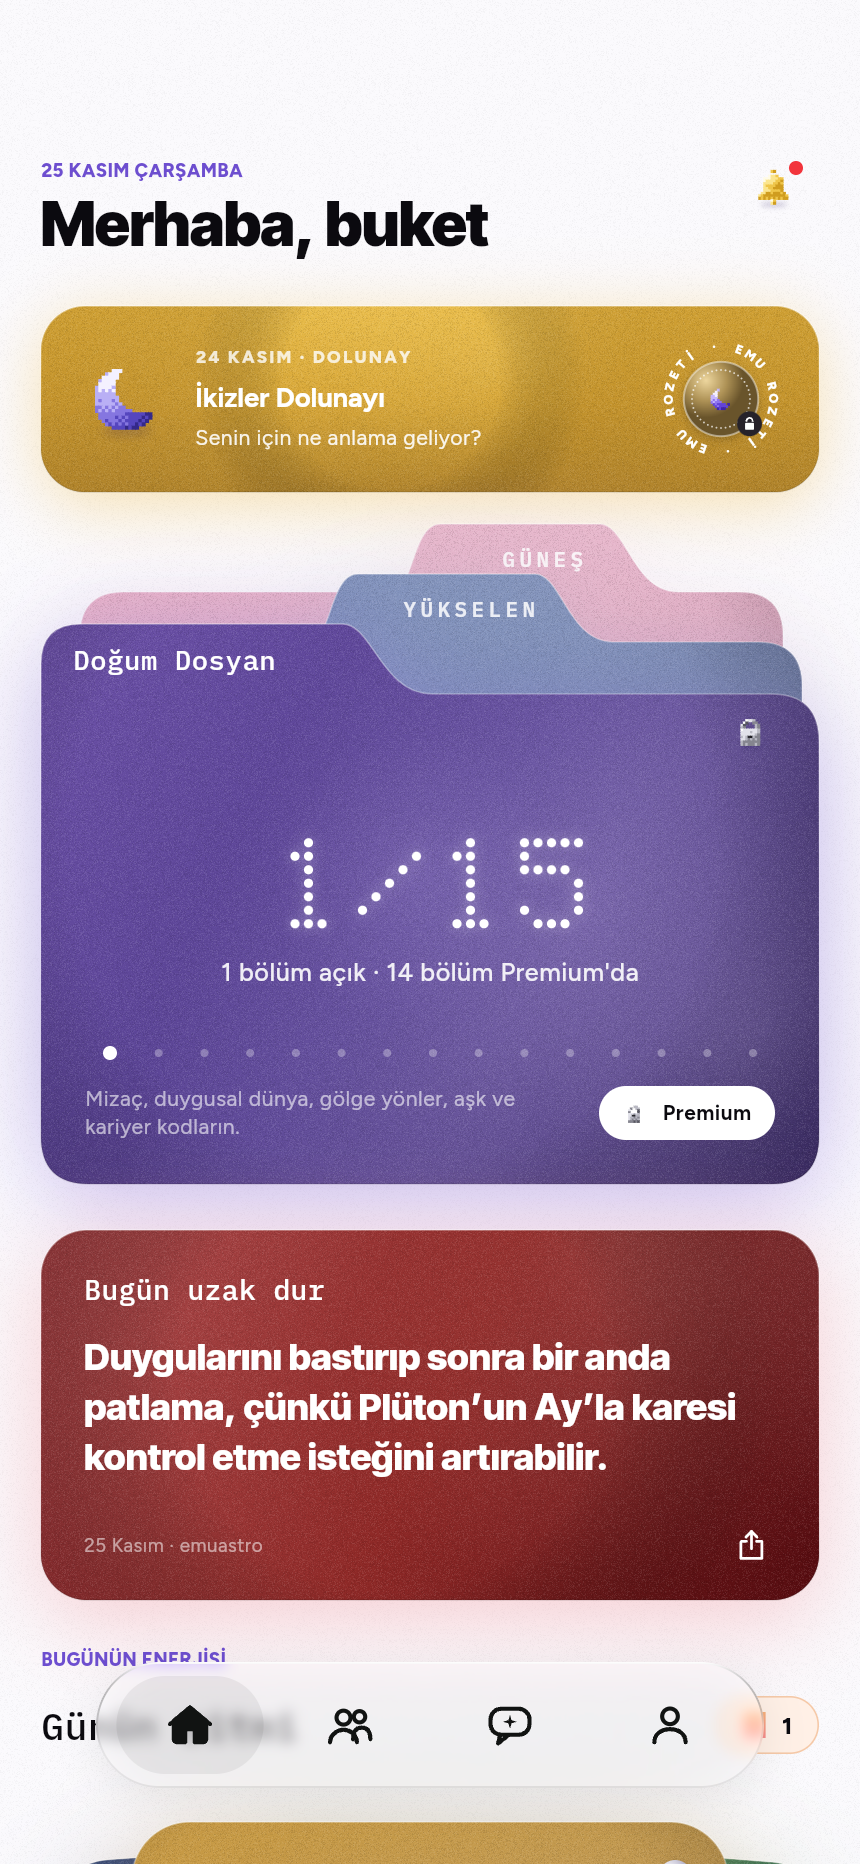 25 KASIM ÇARŞAMBA
Merhaba, buket
24 KASIM · DOLUNAY
İkizler Dolunayı
Senin için ne anlama geliyor?
EMU ROZETİ · EMU ROZETİ ·
GÜNEŞ
YÜKSELEN
Doğum Dosyan
1/15
1 bölüm açık · 14 bölüm Premium'da
Mizaç, duygusal dünya, gölge yönler, aşk ve
kariyer kodların.
Premium
Bugün uzak dur
Duygularını bastırıp sonra bir anda
patlama, çünkü Plüton’un Ay’la karesi
kontrol etme isteğini artırabilir.
25 Kasım · emuastro
BUGÜNÜN ENERJİSİ
1